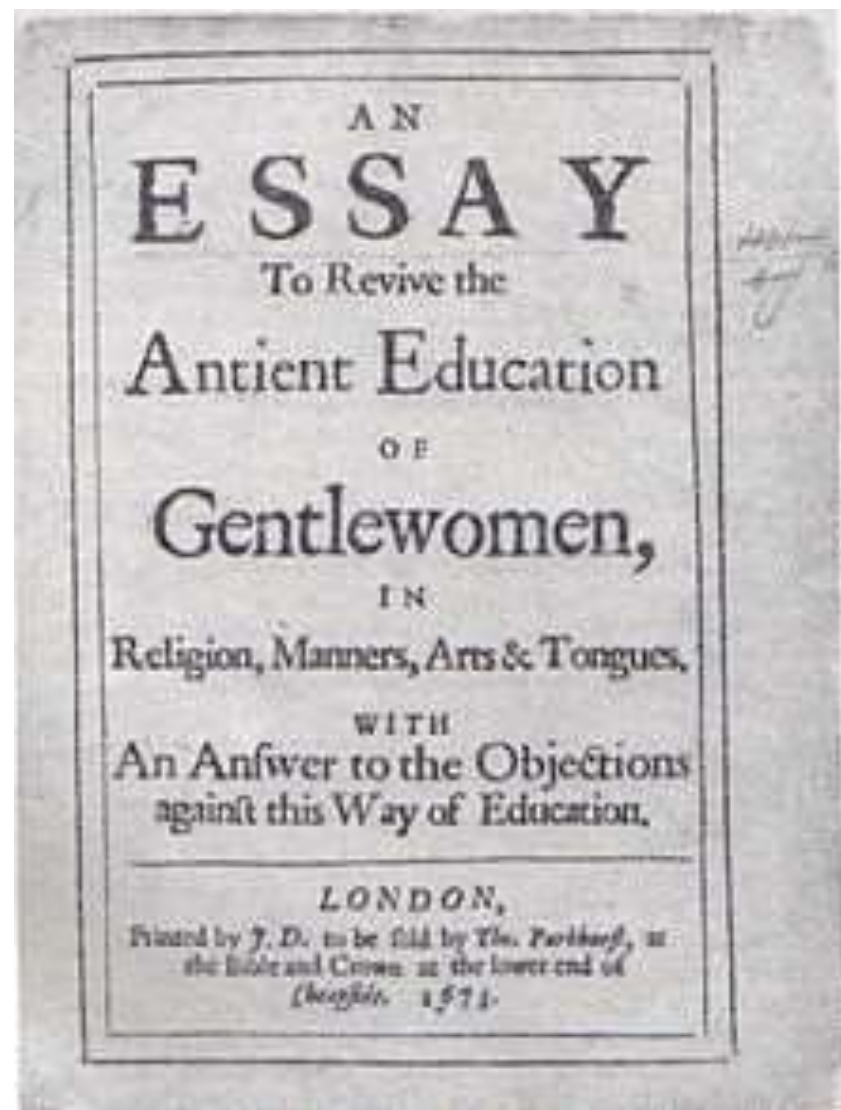 AN
ESSAY
To Revive the
Antient Education
OF
Gentlewomen,
IN
Religion, Manners, Arts & Tongues.
WITH
An Anſwer to the Objections
againſt this Way of Education.
LONDON,
Printed by J. D. to be ſold by Tho. Parkhurſt, at
the Bible and Crown at the lower end of
Cheapſide. 1673.